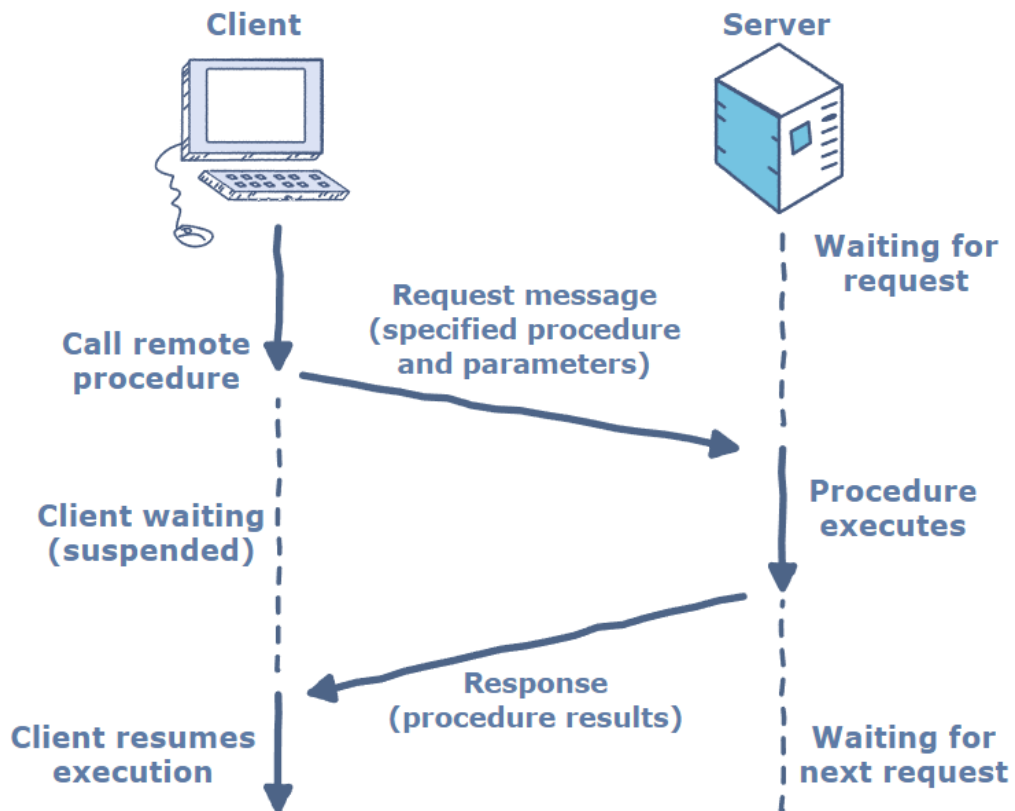 Client
Server
Waiting for
request
Request message
(specified procedure
and parameters)
Call remote
procedure
Client waiting
(suspended)
Procedure
executes
Response
(procedure results)
Client resumes
execution
Waiting for
next request